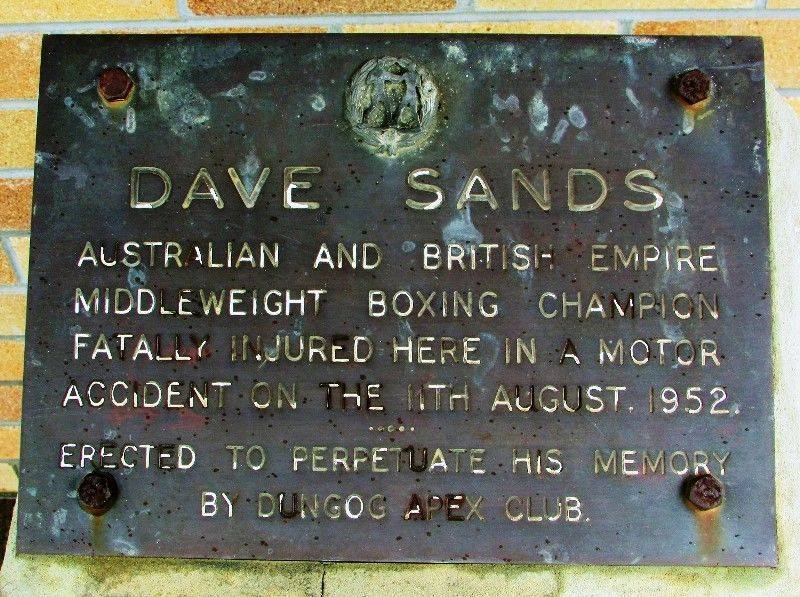 DAVE SANDS
AUSTRALIAN AND BRITISH EMPIRE
MIDDLEWEIGHT BOXING CHAMPION
FATALLY INJURED HERE IN A MOTOR
ACCIDENT ON THE 11TH AUGUST. 1952.
ERECTED TO PERPETUATE HIS MEMORY
BY DUNGOG APEX CLUB.